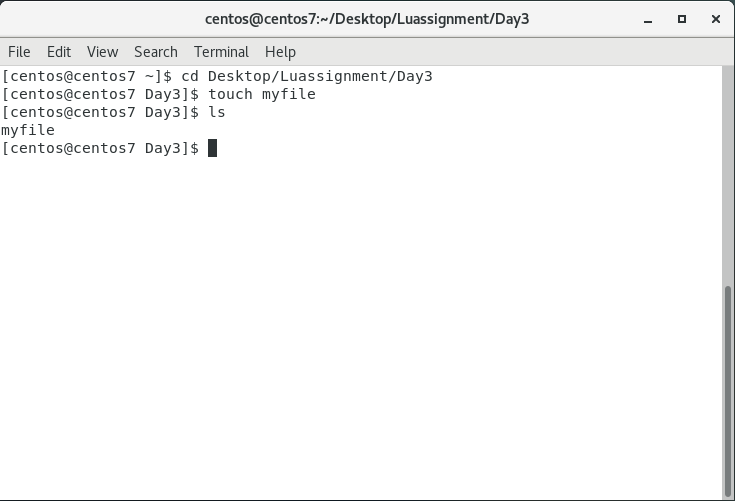 centos@centos7:~/Desktop/Luassignment/Day3
File Edit View Search Terminal Help
[centos@centos7 ~]$ cd Desktop/Luassignment/Day3
[centos@centos7 Day3]$ touch myfile
[centos@centos7 Day3]$ ls
myfile
[centos@centos7 Day3]$